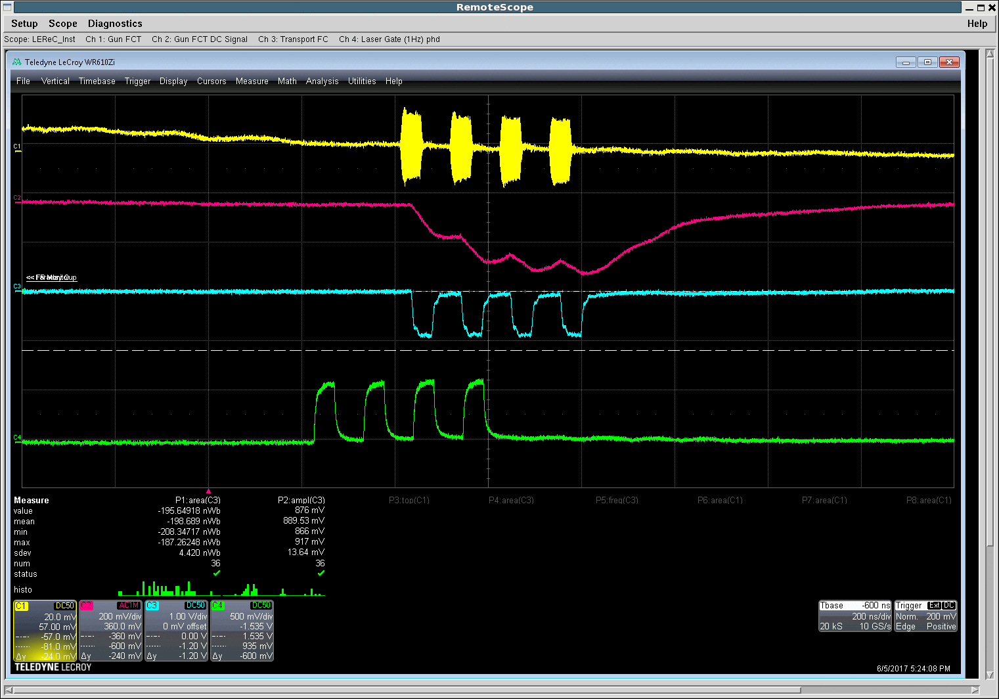 RemoteScope
Setup Scope Diagnostics Help
Scope: LEReC_Inst Ch 1: Gun FCT Ch 2: Gun FCT DC Signal Ch 3: Transport FC Ch 4: Laser Gate (1Hz) phd
Teledyne LeCroy WR610Zi
File Vertical Timebase Trigger Display Cursors Measure Math Analysis Utilities Help
C1
C2
<<
C3
C4
Measure P1:area(C3) P2:ampl(C3) P3:top(C1) P4:area(C3) P5:freq(C3) P6:area(C1) P7:area(C1) P8:area(C1)
value -195.64918 nWb 876 mV
mean -198.689 nWb 889.53 mV
min -208.34717 nWb 866 mV
max -187.26248 nWb 917 mV
sdev 4.420 nWb 13.64 mV
num 36 36
status
histo
C1 DC50 C2 AC1M C3 DC50 C4 DC50 Tbase -600 ns Trigger Ext DC
20.0 mV 200 mV/div 1.00 V/div 500 mV/div 200 ns/div Norm. 200 mV
57.00 mV 360.0 mV 0 mV offset -1.535 V 20 kS 10 GS/s Edge Positive
-57.0 mV -360 mV 0.00 V 1.535 V
-81.0 mV -600 mV -1.20 V 935 mV
Δy -24.0 mV Δy -240 mV Δy -1.20 V Δy -600 mV
TELEDYNE LECROY
6/5/2017 5:24:08 PM